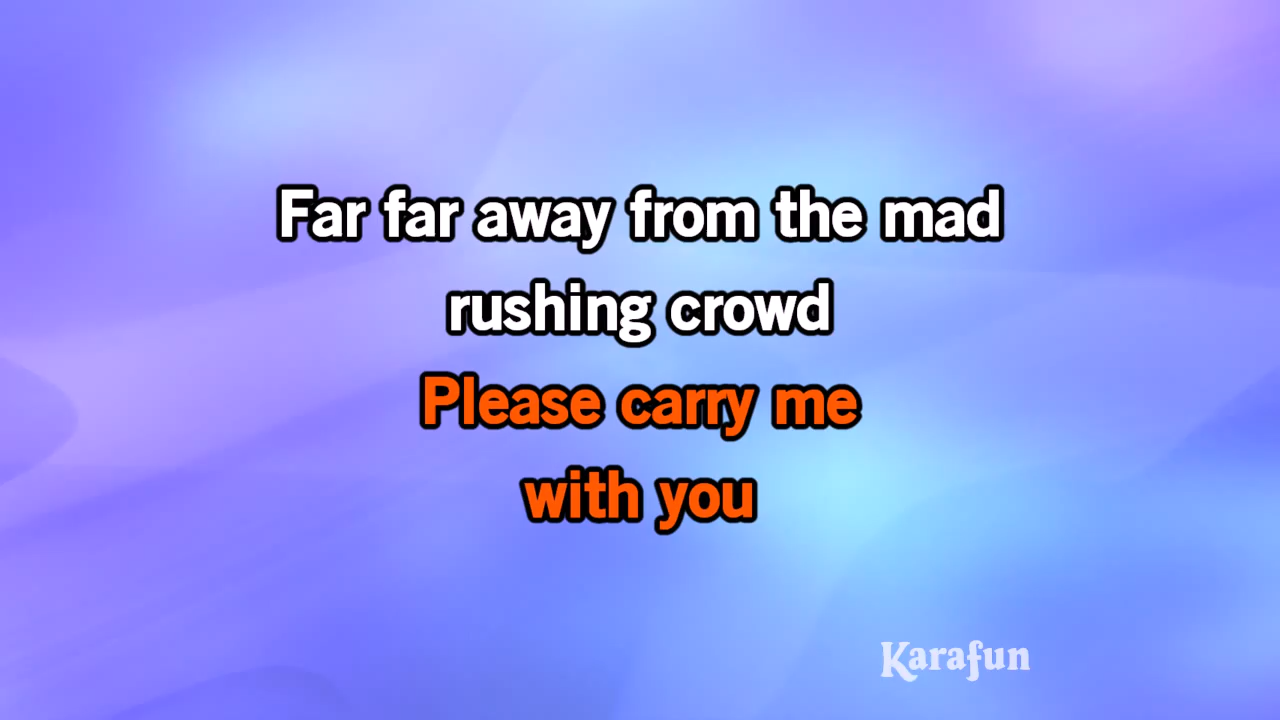 Far far away from the mad
rushing crowd
Please carry me
with you
Karafun